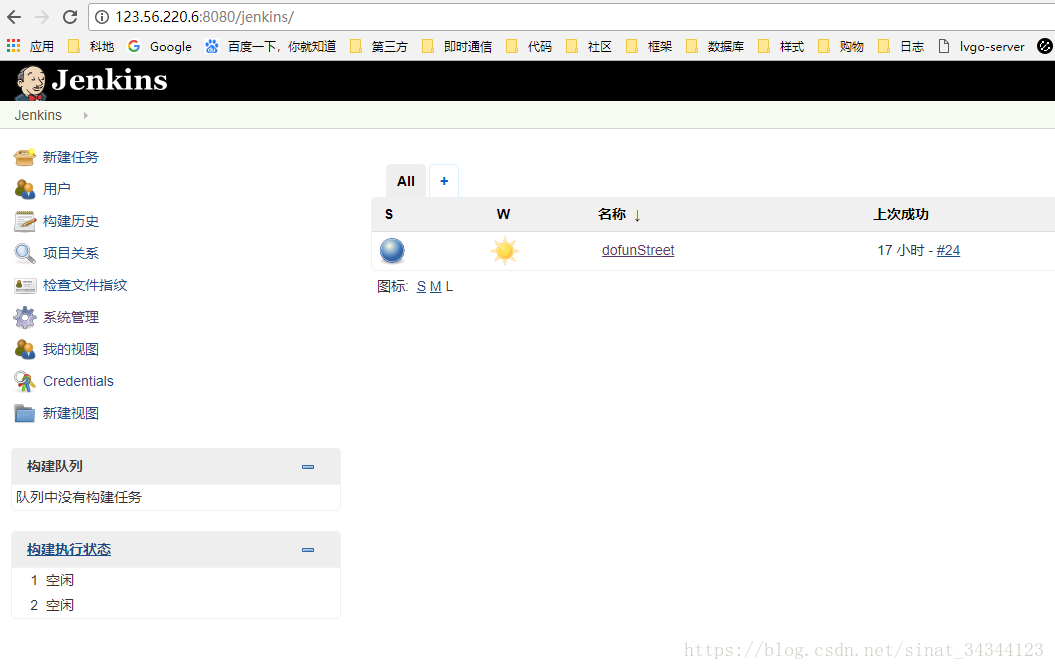 123.56.220.6:8080/jenkins/
应用 科地 Google 百度一下，你就知道 第三方 即时通信 代码 社区 框架 数据库 样式 购物 日志 lvgo-server
Jenkins
Jenkins
新建任务
用户
构建历史
项目关系
检查文件指纹
系统管理
我的视图
Credentials
新建视图
构建队列
队列中没有构建任务
构建执行状态
1 空闲
2 空闲
All +
S W 名称 ↓ 上次成功
dofunStreet 17 小时 - #24
图标: S M L
https://blog.csdn.net/sinat_34344123